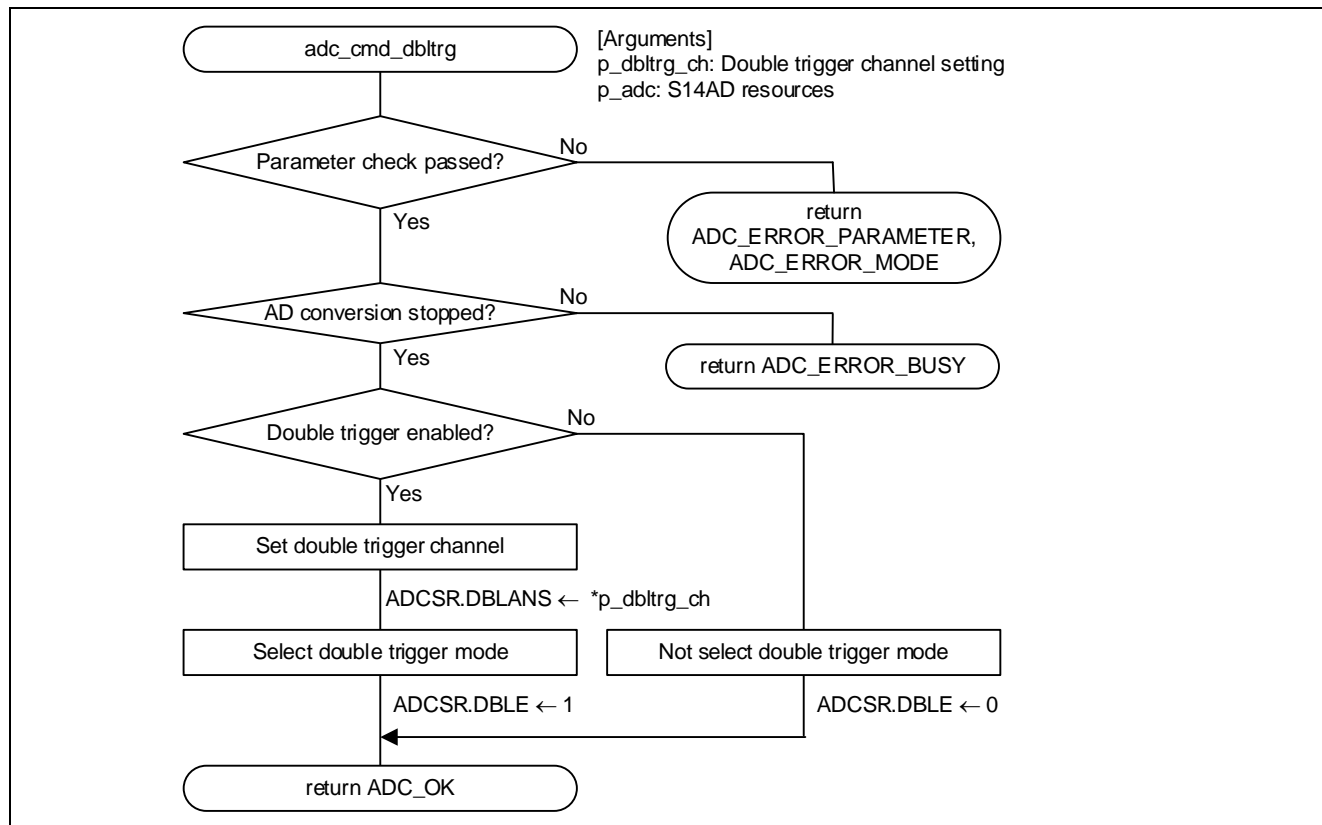 adc_cmd_dbltrg
[Arguments]
p_dbltrg_ch: Double trigger channel setting
p_adc: S14AD resources
Parameter check passed?
No
Yes
return
ADC_ERROR_PARAMETER,
ADC_ERROR_MODE
AD conversion stopped?
No
Yes
return ADC_ERROR_BUSY
Double trigger enabled?
No
Yes
Set double trigger channel
ADCSR.DBLANS ← *p_dbltrg_ch
Select double trigger mode
Not select double trigger mode
ADCSR.DBLE ← 1
ADCSR.DBLE ← 0
return ADC_OK